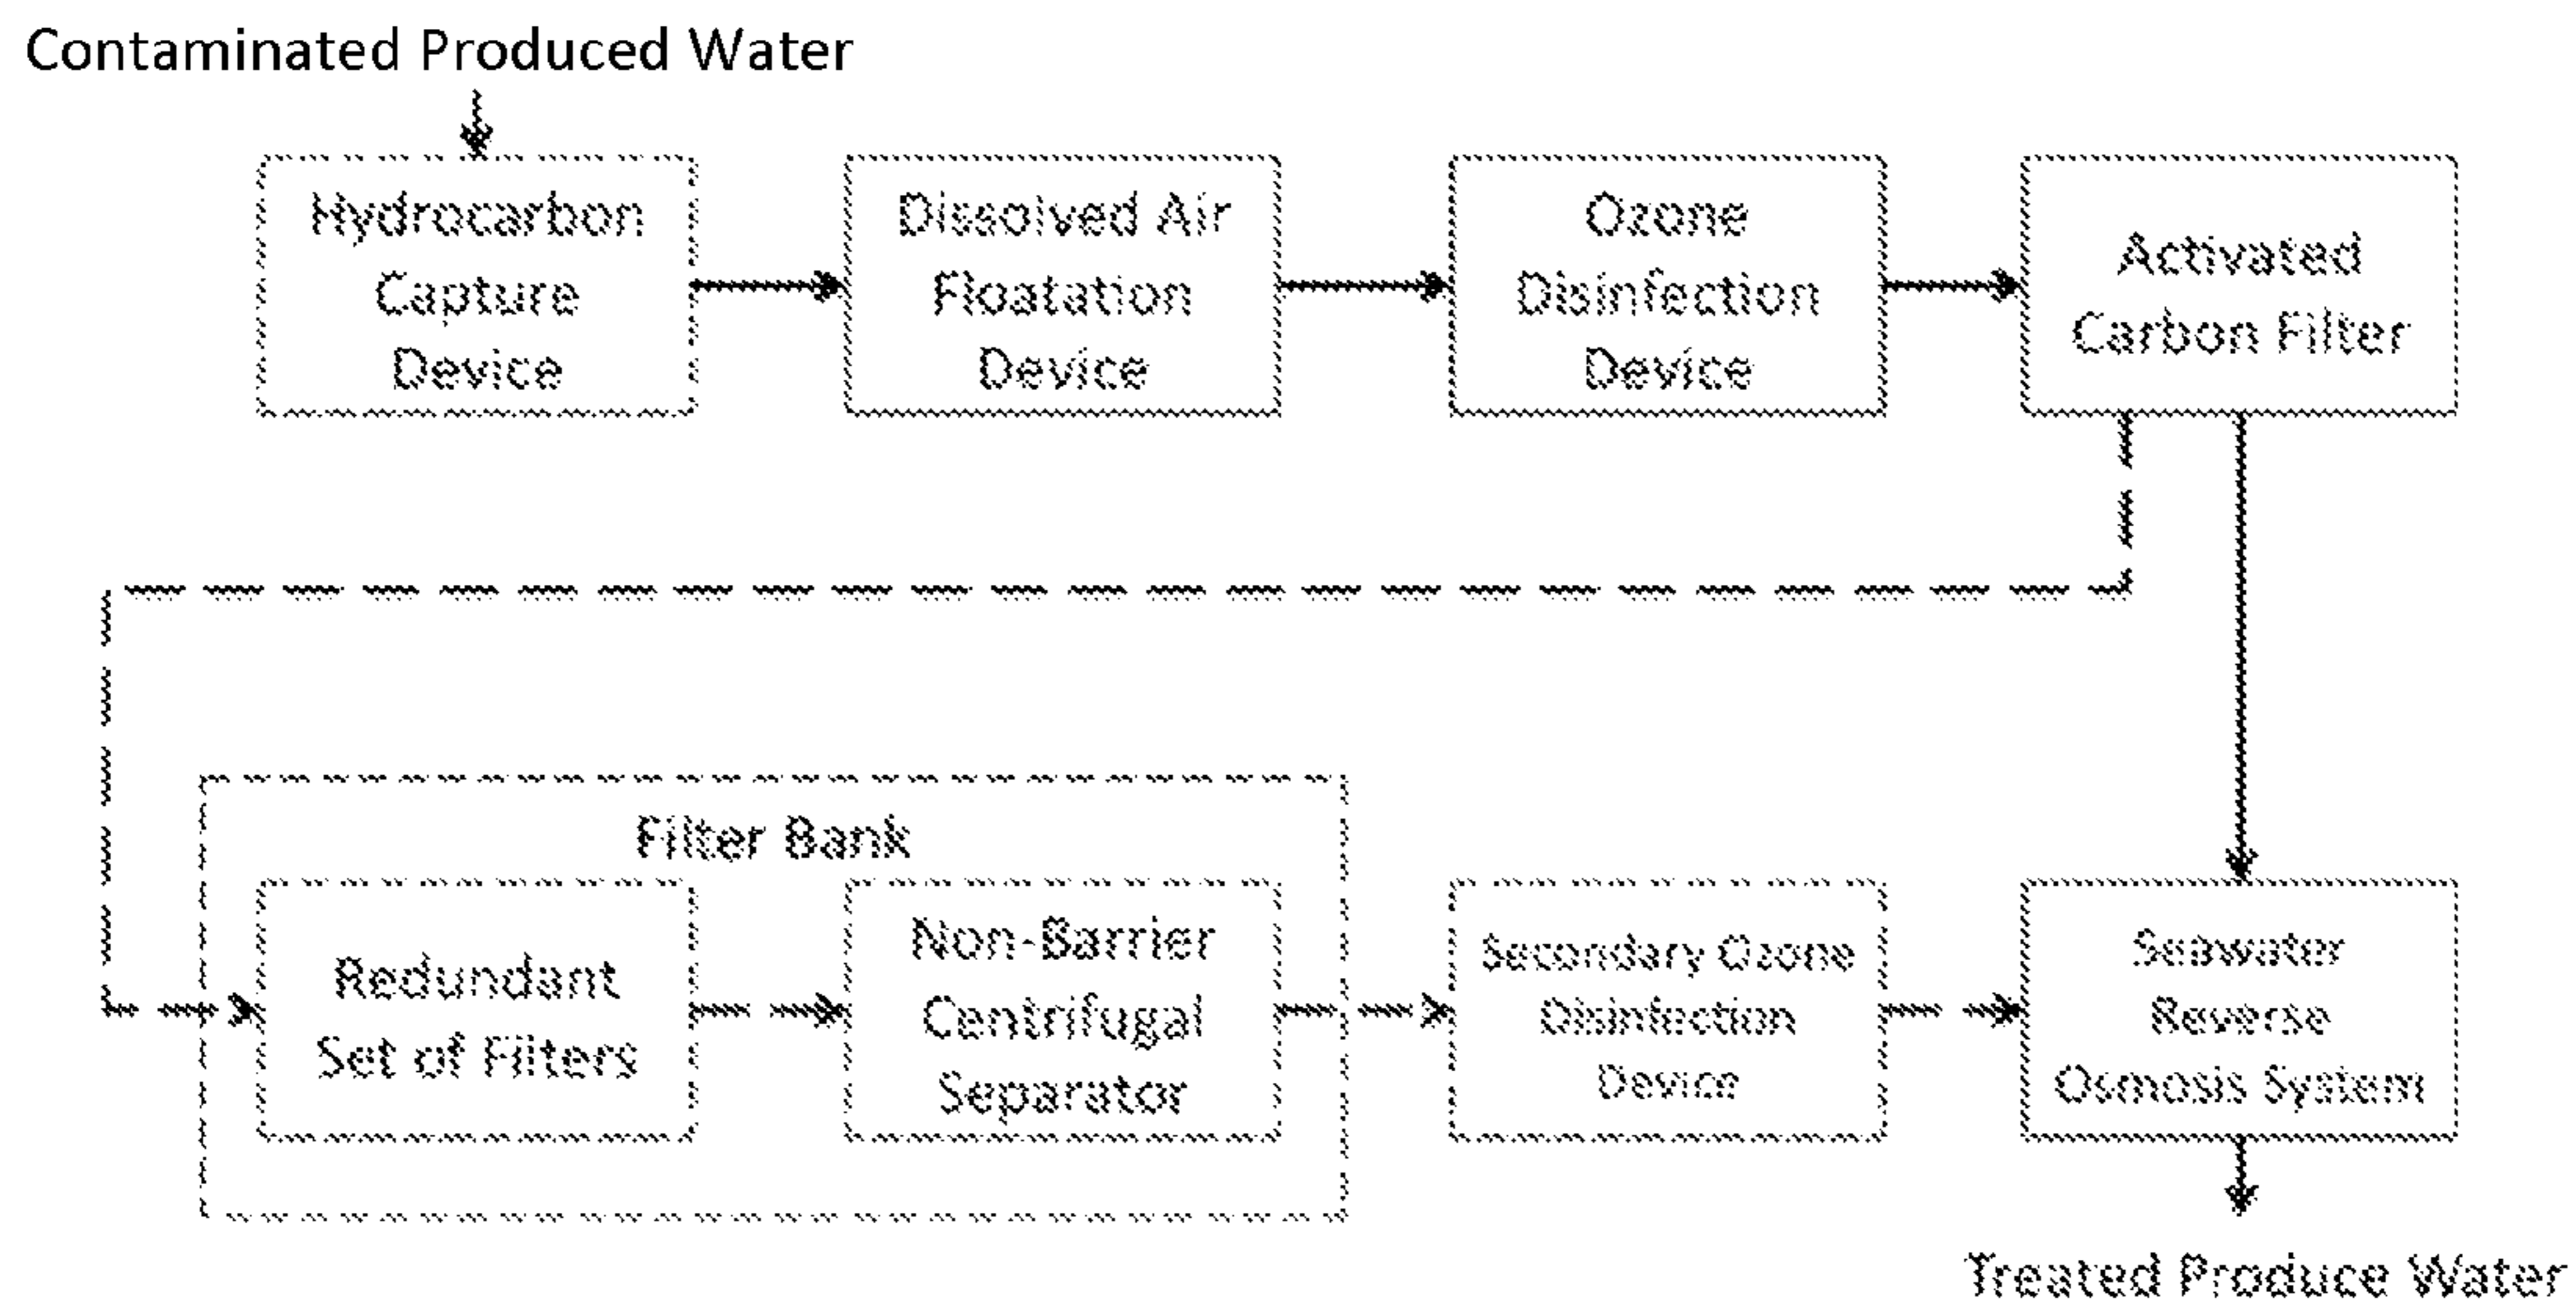 Contaminated Produced Water
Hydrocarbon
Capture
Device
Dissolved Air
Floatation
Device
Ozone
Disinfection
Device
Activated
Carbon Filter
Filter Bank
Redundant
Set of Filters
Non-Barrier
Centrifugal
Separator
Secondary Ozone
Disinfection
Device
Seawater
Reverse
Osmosis System
Treated Produce Water